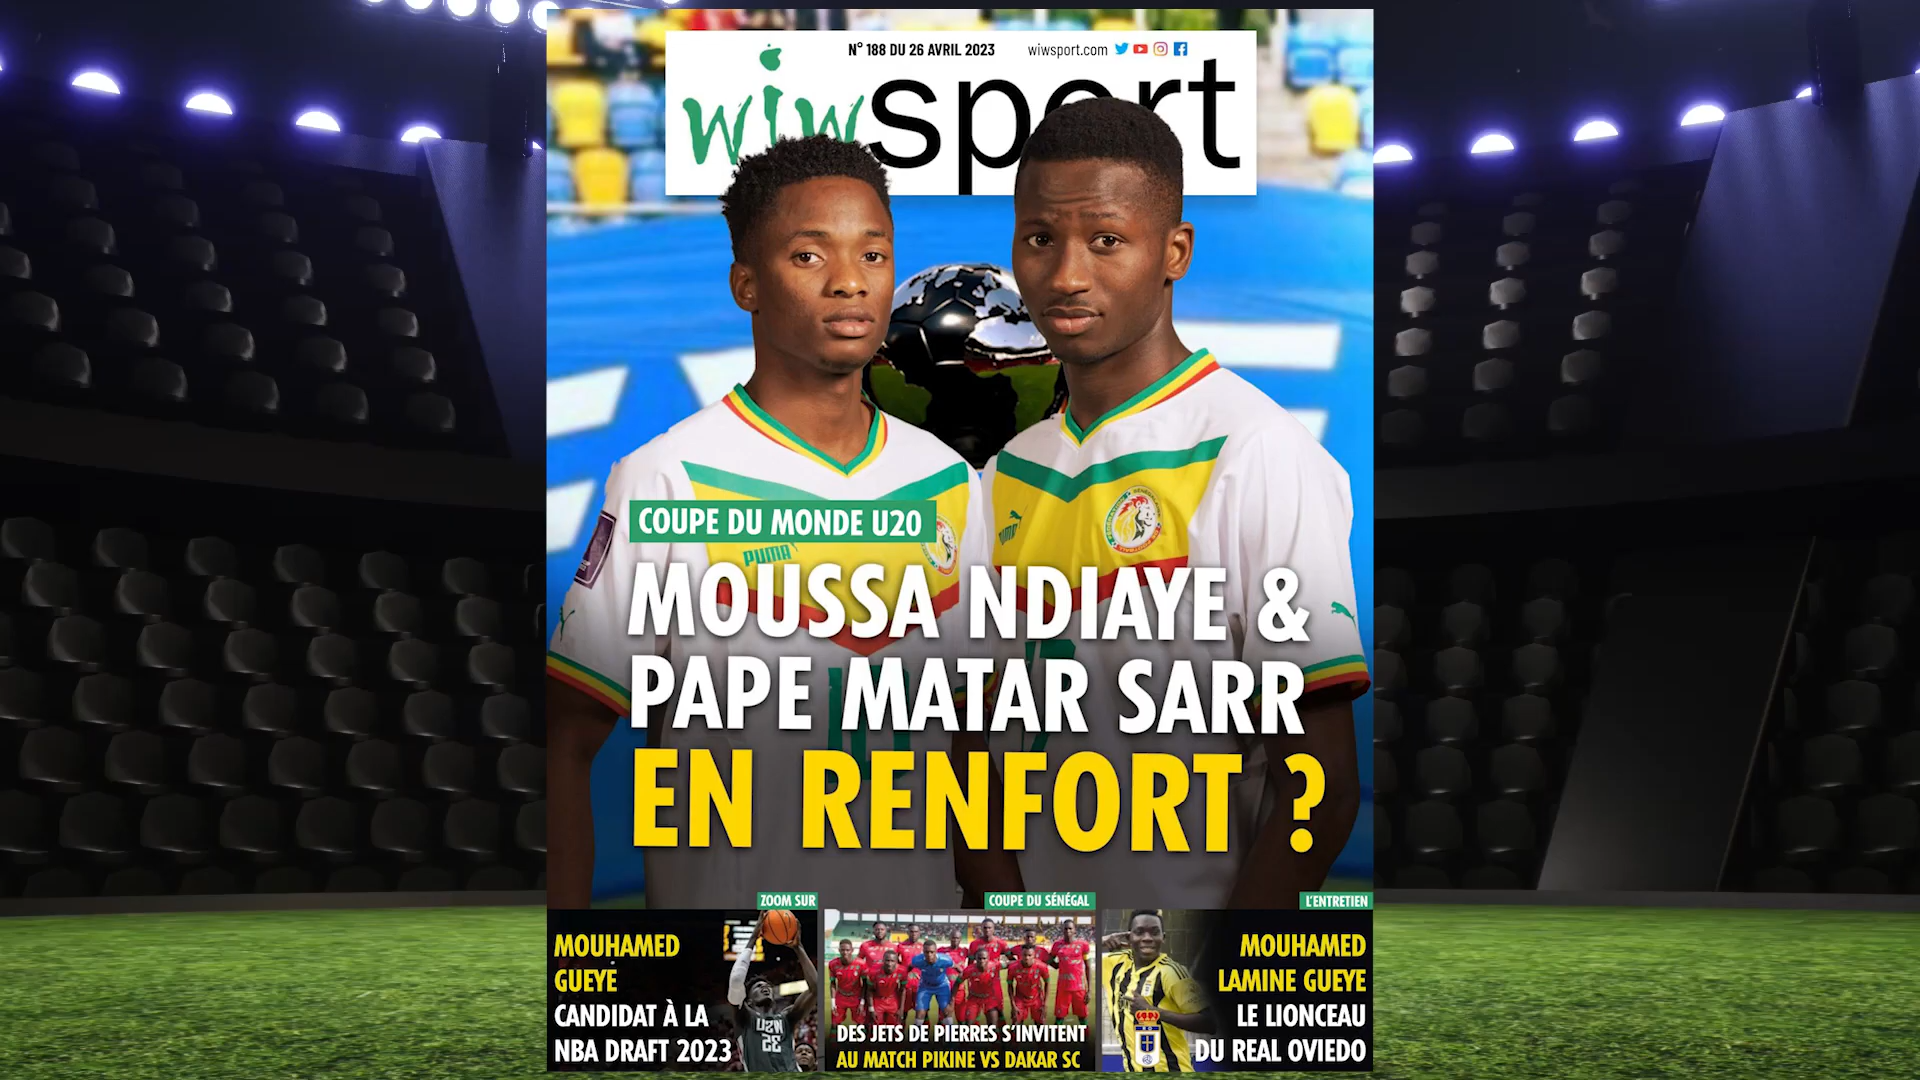 N° 188 DU 26 AVRIL 2023
wiwsport.com
wiwsport
COUPE DU MONDE U20
PUMA
MOUSSA NDIAYE &
PAPE MATAR SARR
EN RENFORT ?
ZOOM SUR
MOUHAMED
GUEYE
CANDIDAT À LA
NBA DRAFT 2023
COUPE DU SÉNÉGAL
DES JETS DE PIERRES S'INVITENT
AU MATCH PIKINE VS DAKAR SC
L'ENTRETIEN
MOUHAMED
LAMINE GUEYE
LE LIONCEAU
DU REAL OVIEDO